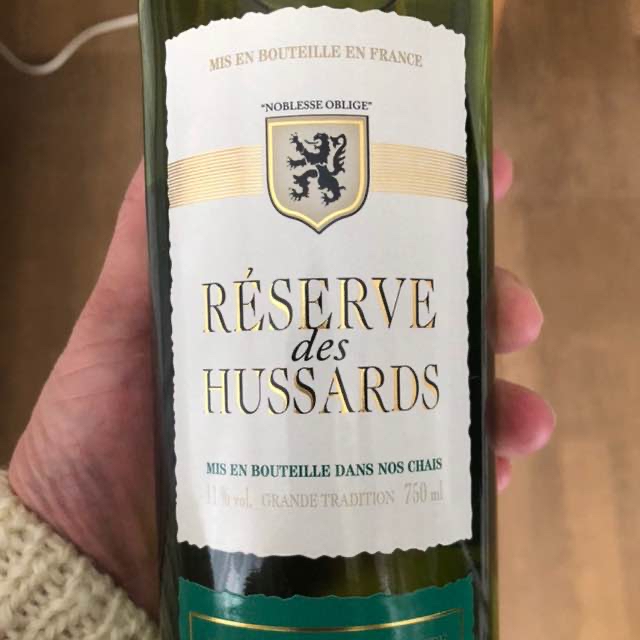 MIS EN BOUTEILLE EN FRANCE
"NOBLESSE OBLIGE"
RÉSERVE
des
HUSSARDS
MIS EN BOUTEILLE DANS NOS CHAIS
11% vol. GRANDE TRADITION 750 ml